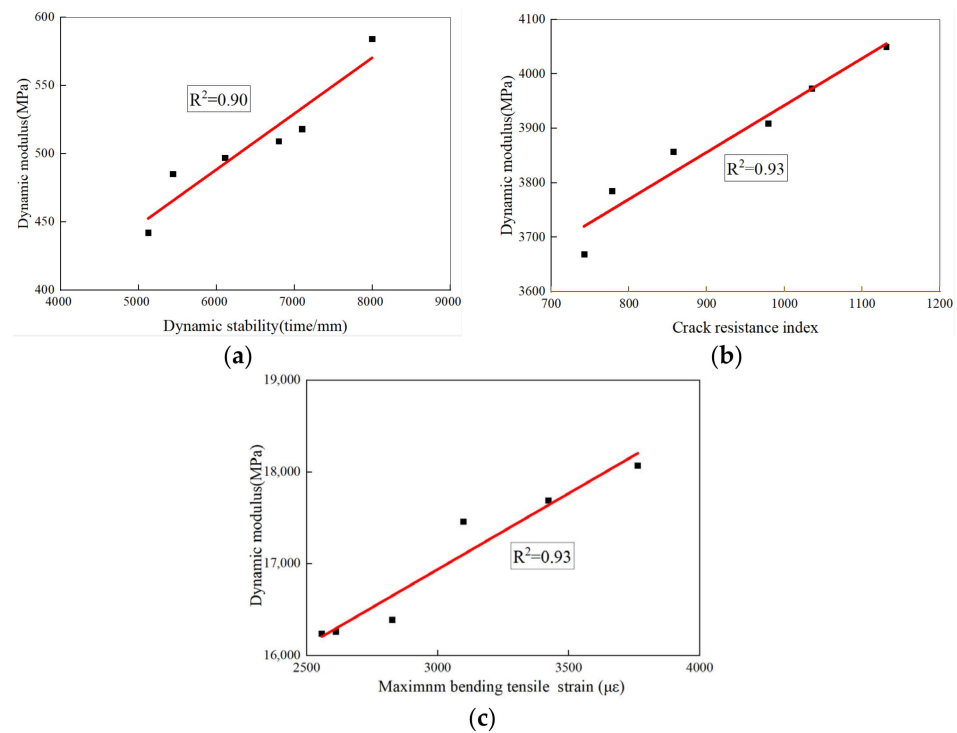 600
550
500
450
400
Dynamic modulus(MPa)
R²=0.90
4000 5000 6000 7000 8000 9000
Dynamic stability(time/mm)
(a)
4100
4000
3900
3800
3700
3600
Dynamic modulus(MPa)
R²=0.93
700 800 900 1000 1100 1200
Crack resistance index
(b)
19,000
18,000
17,000
16,000
Dynamic modulus(MPa)
R²=0.93
2500 3000 3500 4000
Maximnm bending tensile strain (με)
(c)